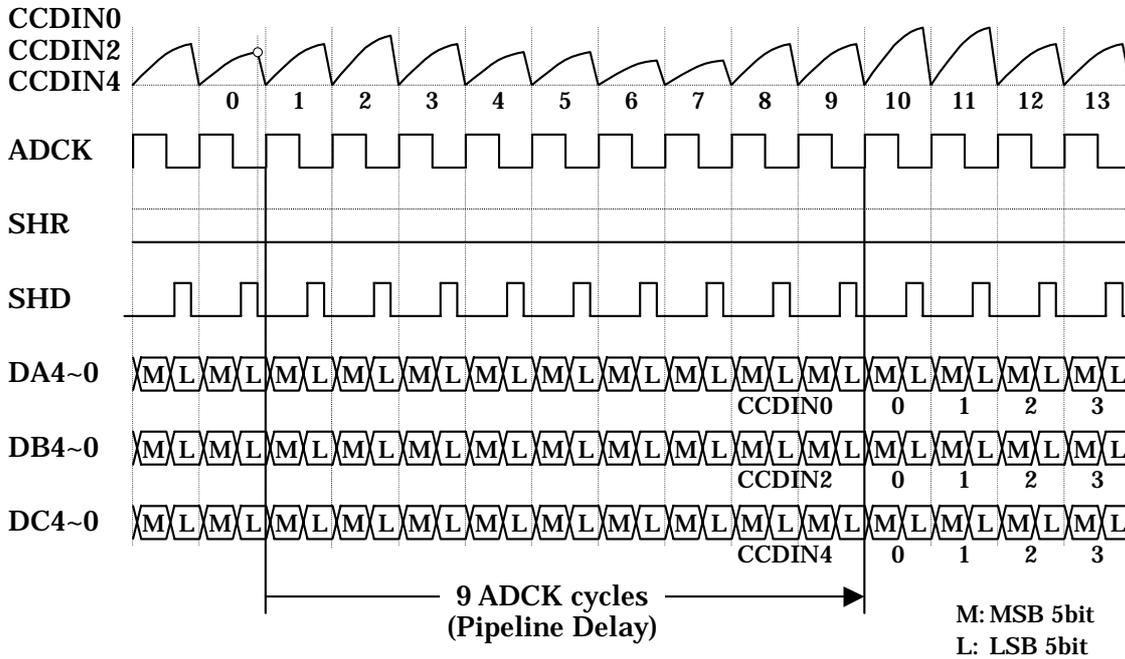 CCDIN0
CCDIN2
CCDIN4
0 1 2 3 4 5 6 7 8 9 10 11 12 13
ADCK
SHR
SHD
DA4~0 M L M L M L M L M L M L M L M L M L M L M L M L M L M L M L
CCDIN0 0 1 2 3
DB4~0 M L M L M L M L M L M L M L M L M L M L M L M L M L M L M L
CCDIN2 0 1 2 3
DC4~0 M L M L M L M L M L M L M L M L M L M L M L M L M L M L M L
CCDIN4 0 1 2 3
9 ADCK cycles
(Pipeline Delay)
M: MSB 5bit
L: LSB 5bit